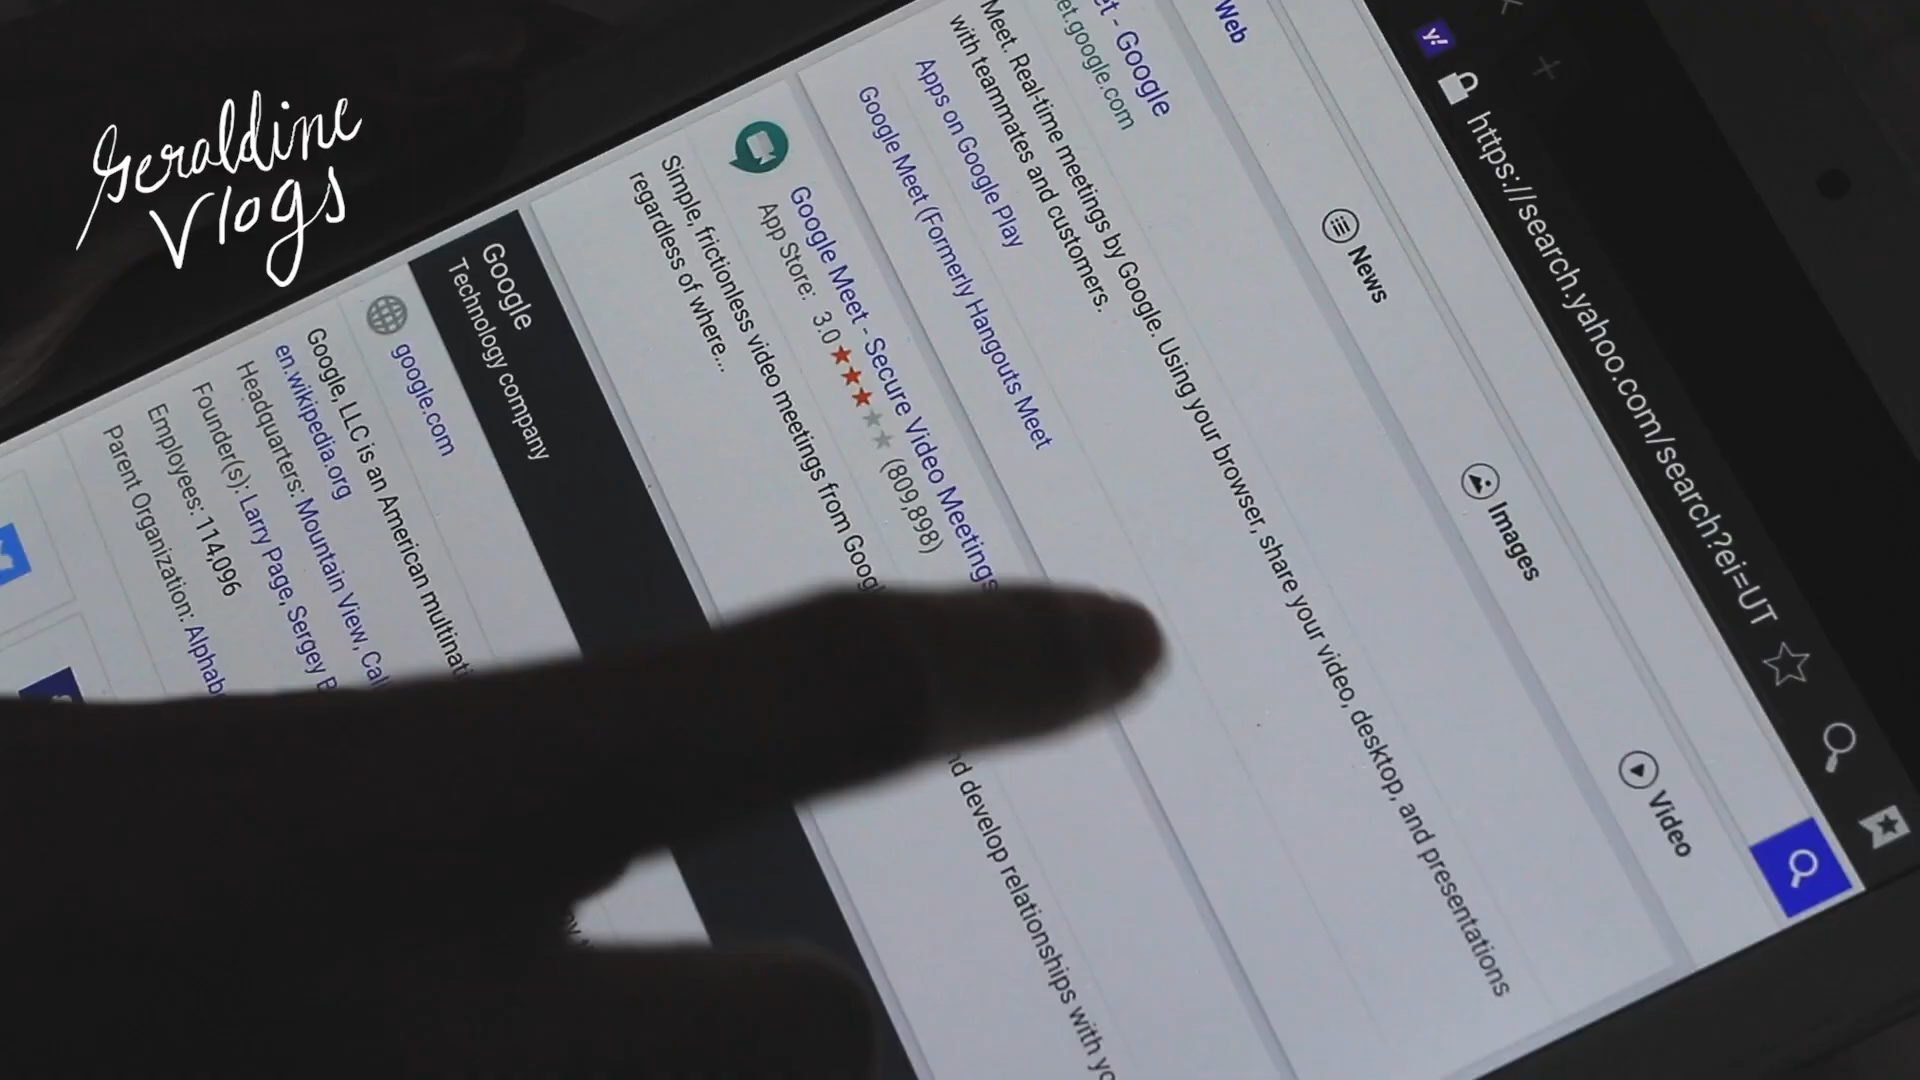 Geraldine
Vlogs
https://search.yahoo.com/search?ei=UT
Web
News
Images
Video
et - Google
et.google.com
Meet. Real-time meetings by Google. Using your browser, share your video, desktop, and presentations
with teammates and customers.
Apps on Google Play
Google Meet (Formerly Hangouts Meet
Google Meet - Secure Video Meetings
App Store: 3.0 (809,898)
Simple, frictionless video meetings from Googl
nd develop relationships with yo
regardless of where...
Google
Technology company
google.com
Google, LLC is an American multinati
en.wikipedia.org
Headquarters: Mountain View, Cal
Founder(s): Larry Page, Sergey B
Employees: 114,096
Parent Organization: Alphab